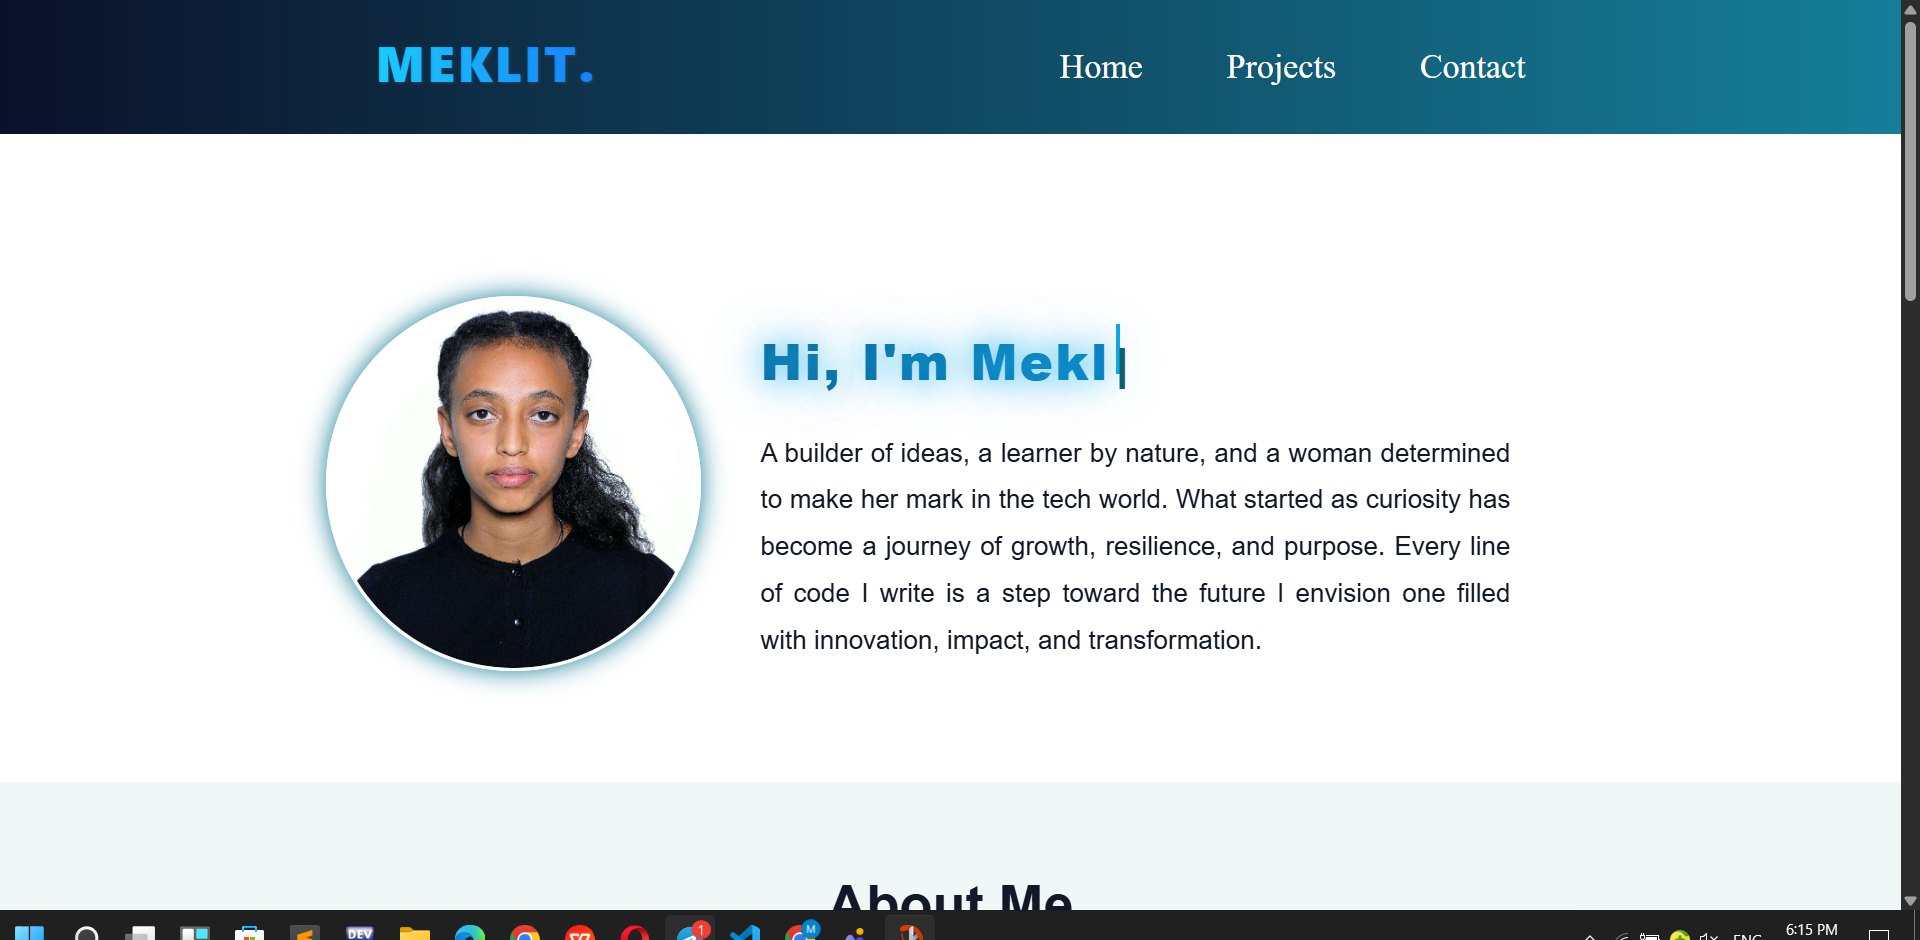 MEKLIT.
Home Projects Contact
Hi, I'm Mekl
A builder of ideas, a learner by nature, and a woman determined
to make her mark in the tech world. What started as curiosity has
become a journey of growth, resilience, and purpose. Every line
of code I write is a step toward the future I envision one filled
with innovation, impact, and transformation.
About Me
DEV
1
M
ENG
6:15 PM